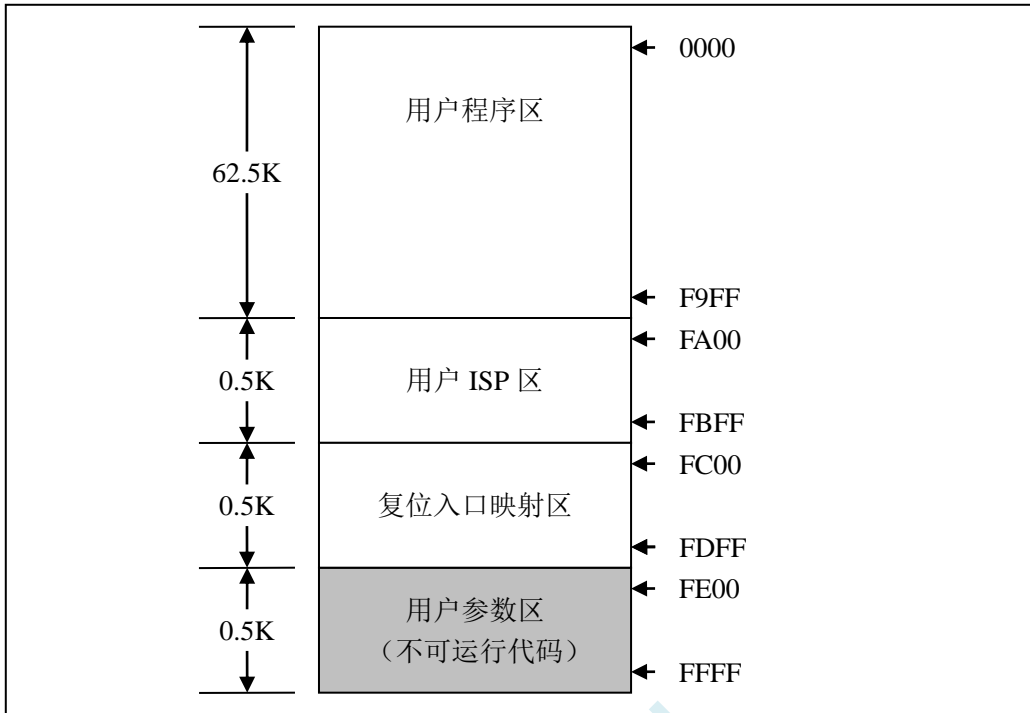 0000
用户程序区
62.5K
F9FF
FA00
用户 ISP 区
0.5K
FBFF
FC00
复位入口映射区
0.5K
FDFF
FE00
用户参数区
0.5K
（不可运行代码）
FFFF